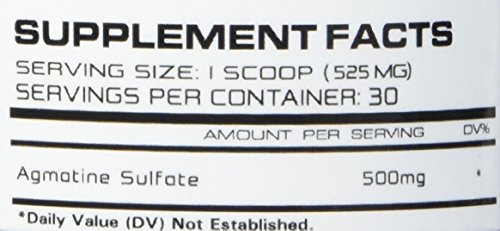 SUPPLEMENT FACTS
SERVING SIZE: 1 SCOOP (525 MG)
SERVINGS PER CONTAINER: 30
AMOUNT PER SERVING DV%
Agmatine Sulfate 500mg *
*Daily Value (DV) Not Established.